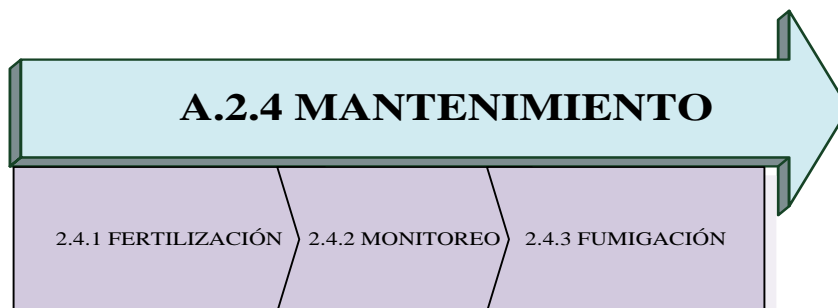 A.2.4 MANTENIMIENTO
2.4.1 FERTILIZACIÓN
2.4.2 MONITOREO
2.4.3 FUMIGACIÓN